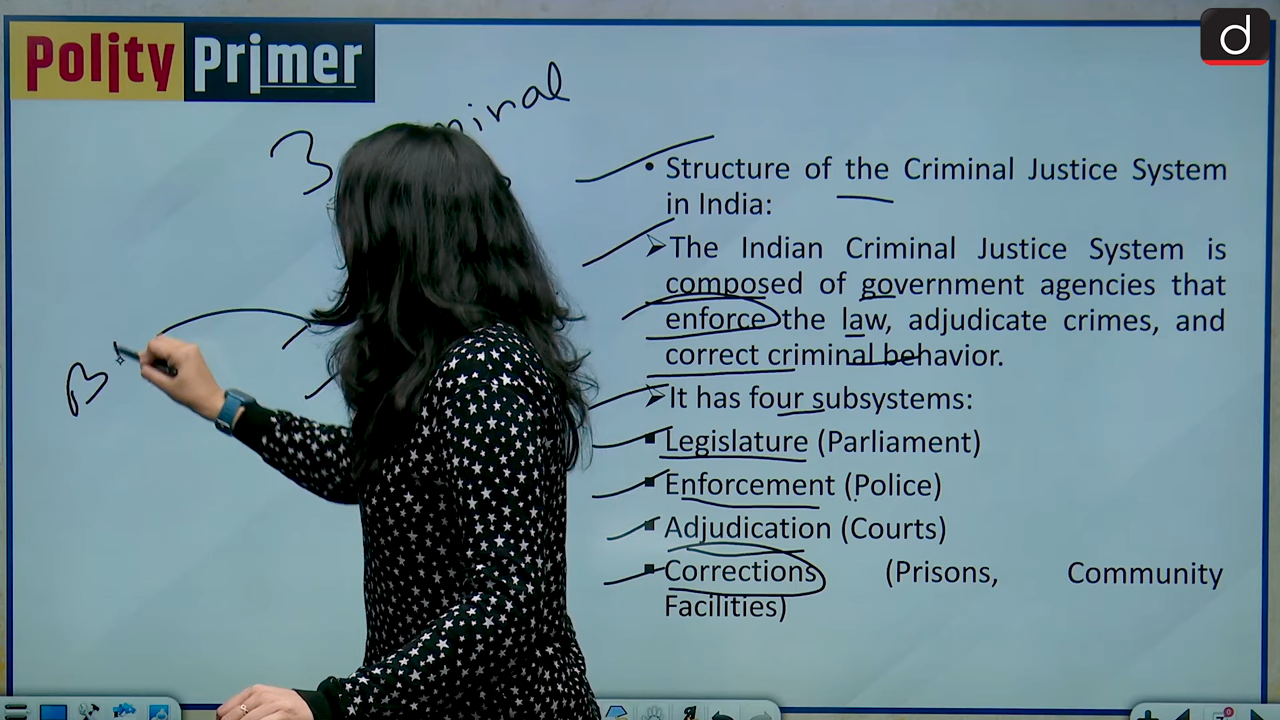 Polity Primer
d
3
minal
• Structure of the Criminal Justice System
in India:
➢The Indian Criminal Justice System is
composed of government agencies that
enforce the law, adjudicate crimes, and
correct criminal behavior.
➢It has four subsystems:
▪ Legislature (Parliament)
▪ Enforcement (Police)
▪ Adjudication (Courts)
▪ Corrections (Prisons, Community
Facilities)
B